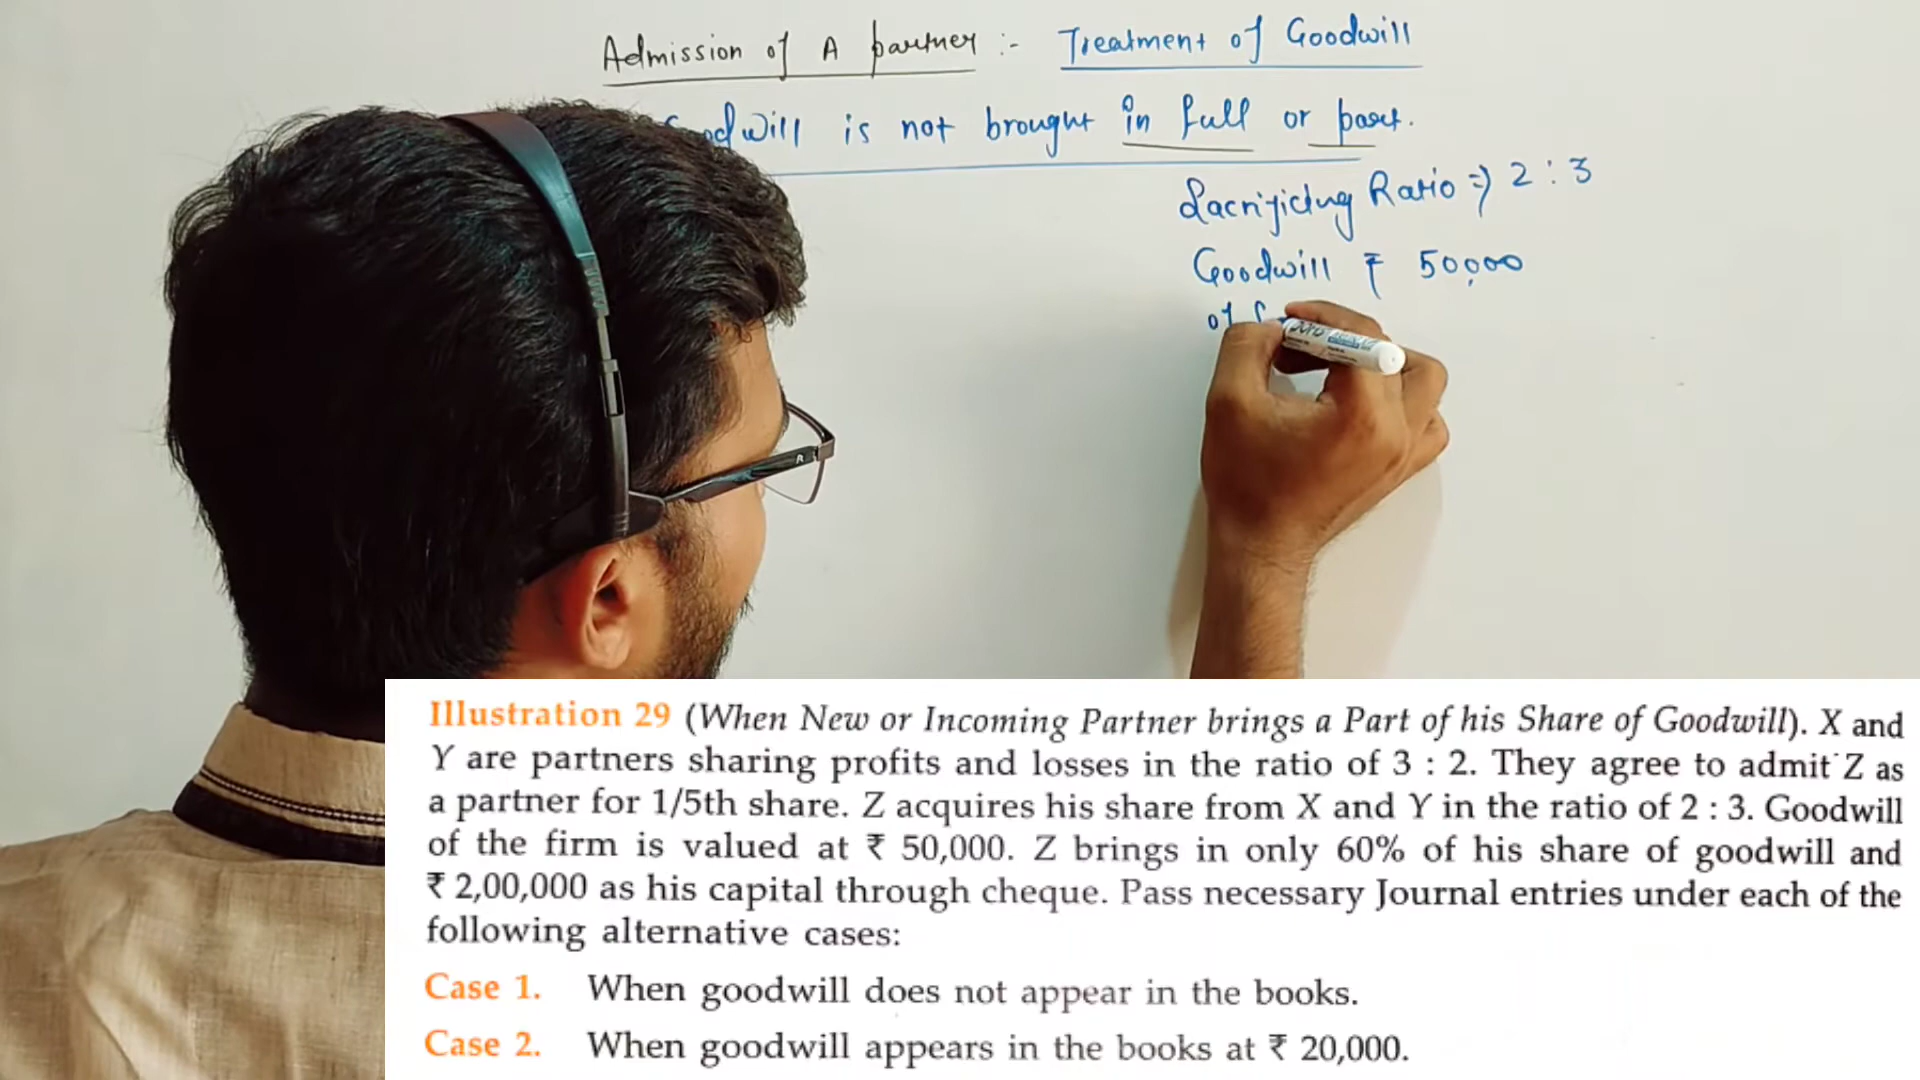 Admission of A partner :- Treatment of Goodwill
Goodwill is not brought in full or part.
Sacrificing Ratio => 2 : 3
Goodwill ₹ 50,000
of
Illustration 29 (When New or Incoming Partner brings a Part of his Share of Goodwill). X and
Y are partners sharing profits and losses in the ratio of 3 : 2. They agree to admit Z as
a partner for 1/5th share. Z acquires his share from X and Y in the ratio of 2 : 3. Goodwill
of the firm is valued at ₹ 50,000. Z brings in only 60% of his share of goodwill and
₹ 2,00,000 as his capital through cheque. Pass necessary Journal entries under each of the
following alternative cases:
Case 1. When goodwill does not appear in the books.
Case 2. When goodwill appears in the books at ₹ 20,000.